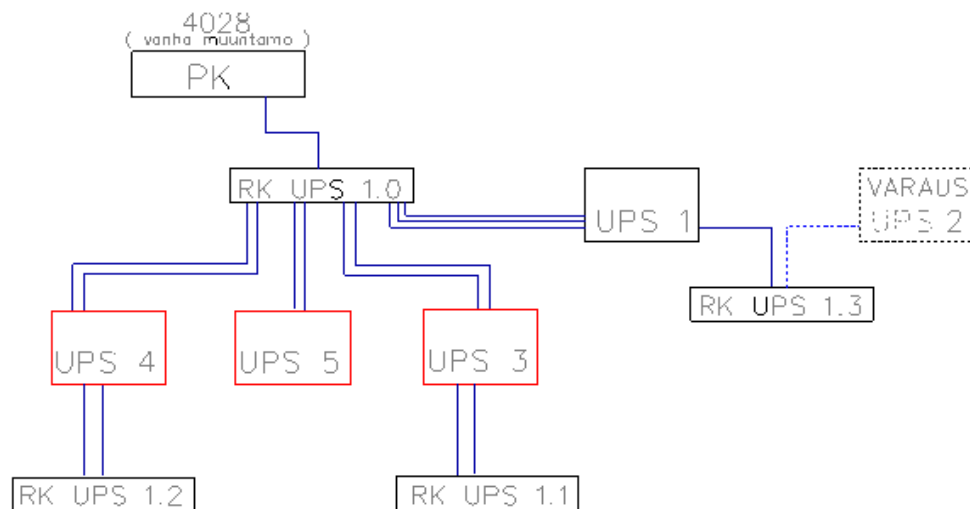 4028
( vanha muuntamo )
PK
RK UPS 1.0
UPS 1
VARAUS
UPS 2
RK UPS 1.3
UPS 4
UPS 5
UPS 3
RK UPS 1.2
RK UPS 1.1